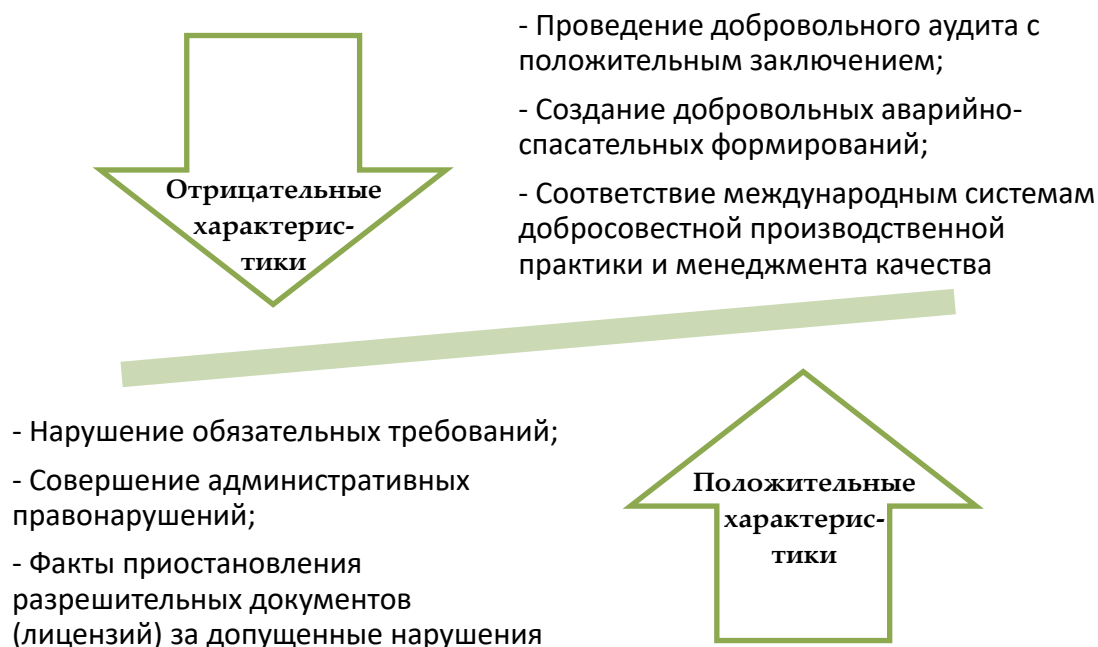 - Проведение добровольного аудита с
положительным заключением;
- Создание добровольных аварийно-
спасательных формирований;
- Соответствие международным системам
добросовестной производственной
практики и менеджмента качества
Отрицательные
характерис-
тики
- Нарушение обязательных требований;
- Совершение административных
правонарушений;
- Факты приостановления
разрешительных документов
(лицензий) за допущенные нарушения
Положительные
характерис-
тики